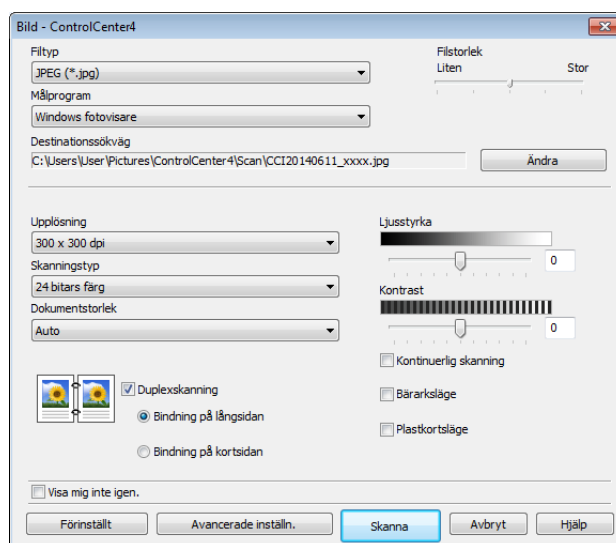 Bild - ControlCenter4
Filtyp
JPEG (*.jpg)
Filstorlek
Liten Stor
Målprogram
Windows fotovisare
Destinationssökväg
C:\Users\User\Pictures\ControlCenter4\Scan\CCI20140611_xxxx.jpg
Ändra
Upplösning
300 x 300 dpi
Skanningstyp
24 bitars färg
Dokumentstorlek
Auto
Ljusstyrka
0
Kontrast
0
Kontinuerlig skanning
Bärarksläge
Plastkortsläge
Duplexskanning
Bindning på långsidan
Bindning på kortsidan
Visa mig inte igen.
Förinställt Avancerade inställn. Skanna Avbryt Hjälp